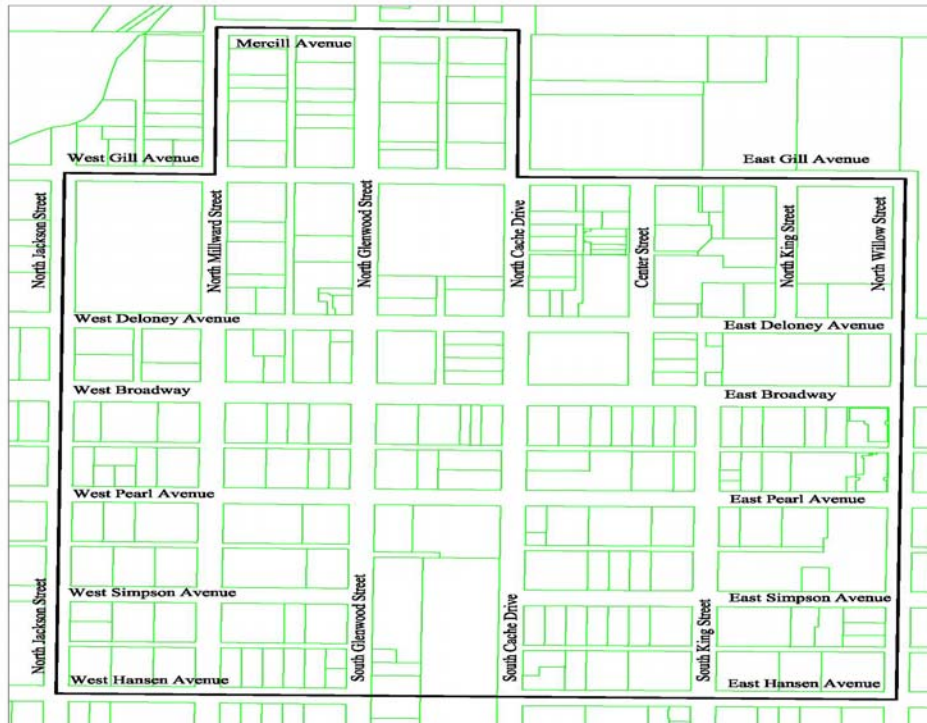 Mercill Avenue
West Gill Avenue
East Gill Avenue
North Jackson Street
North Millward Street
North Glenwood Street
North Cache Drive
Center Street
North King Street
North Willow Street
West Deloney Avenue
East Deloney Avenue
West Broadway
East Broadway
West Pearl Avenue
East Pearl Avenue
North Jackson Street
South Glenwood Street
South Cache Drive
South King Street
West Simpson Avenue
East Simpson Avenue
West Hansen Avenue
East Hansen Avenue